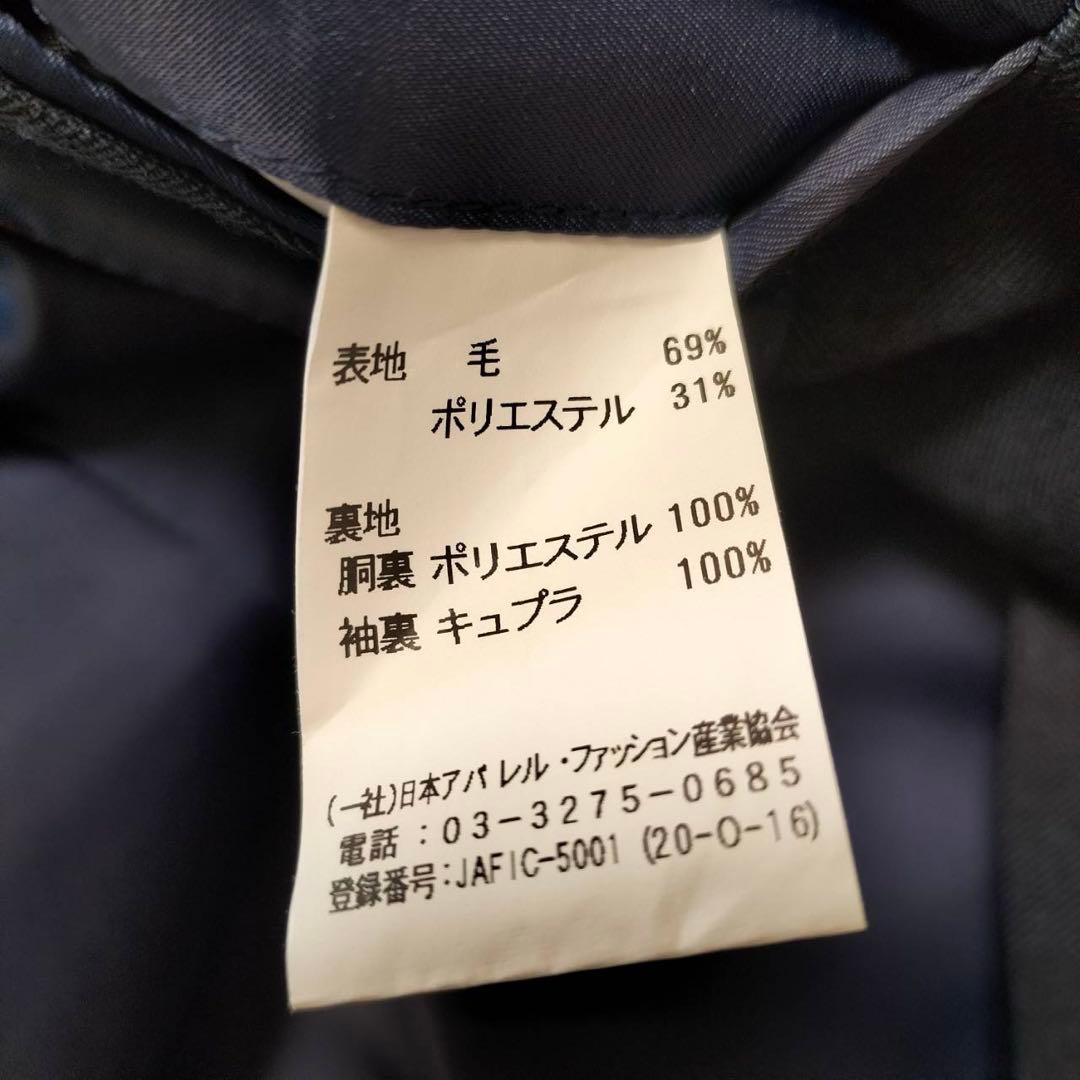 表地 毛 69%
ポリエステル 31%
裏地
胴裏 ポリエステル 100%
袖裏 キュプラ 100%
(一社)日本アパレル・ファッション産業協会
電話:03-3275-0685
登録番号:JAFIC-5001 (20-0-16)